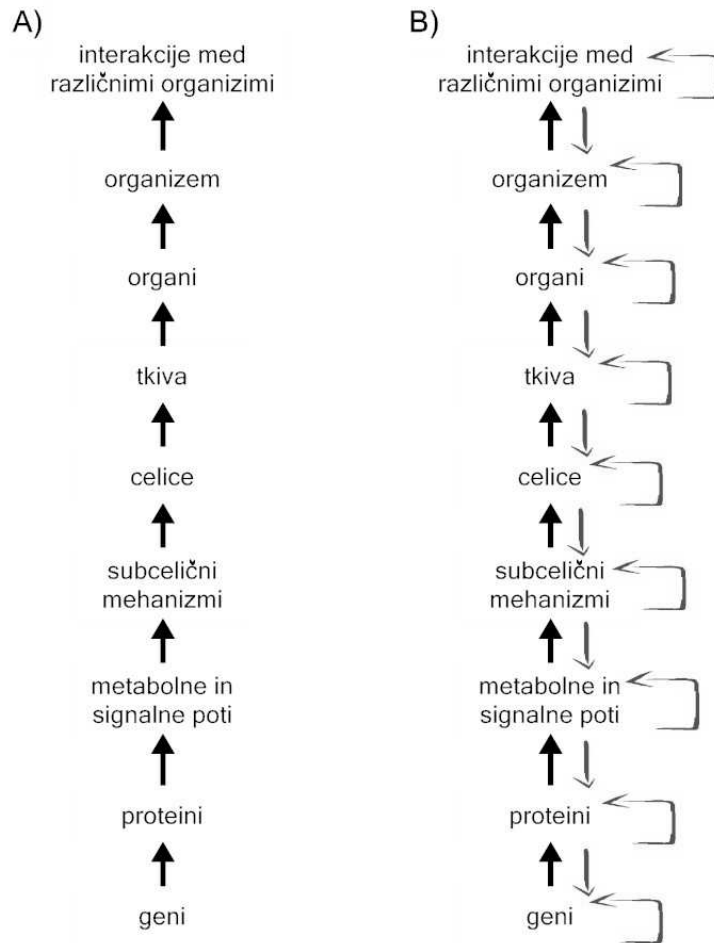 A)
interakcije med
različnimi organizimi
organizem
organi
tkiva
celice
subcelični
mehanizmi
metabolne in
signalne poti
proteini
geni
B)
interakcije med
različnimi organizimi
organizem
organi
tkiva
celice
subcelični
mehanizmi
metabolne in
signalne poti
proteini
geni